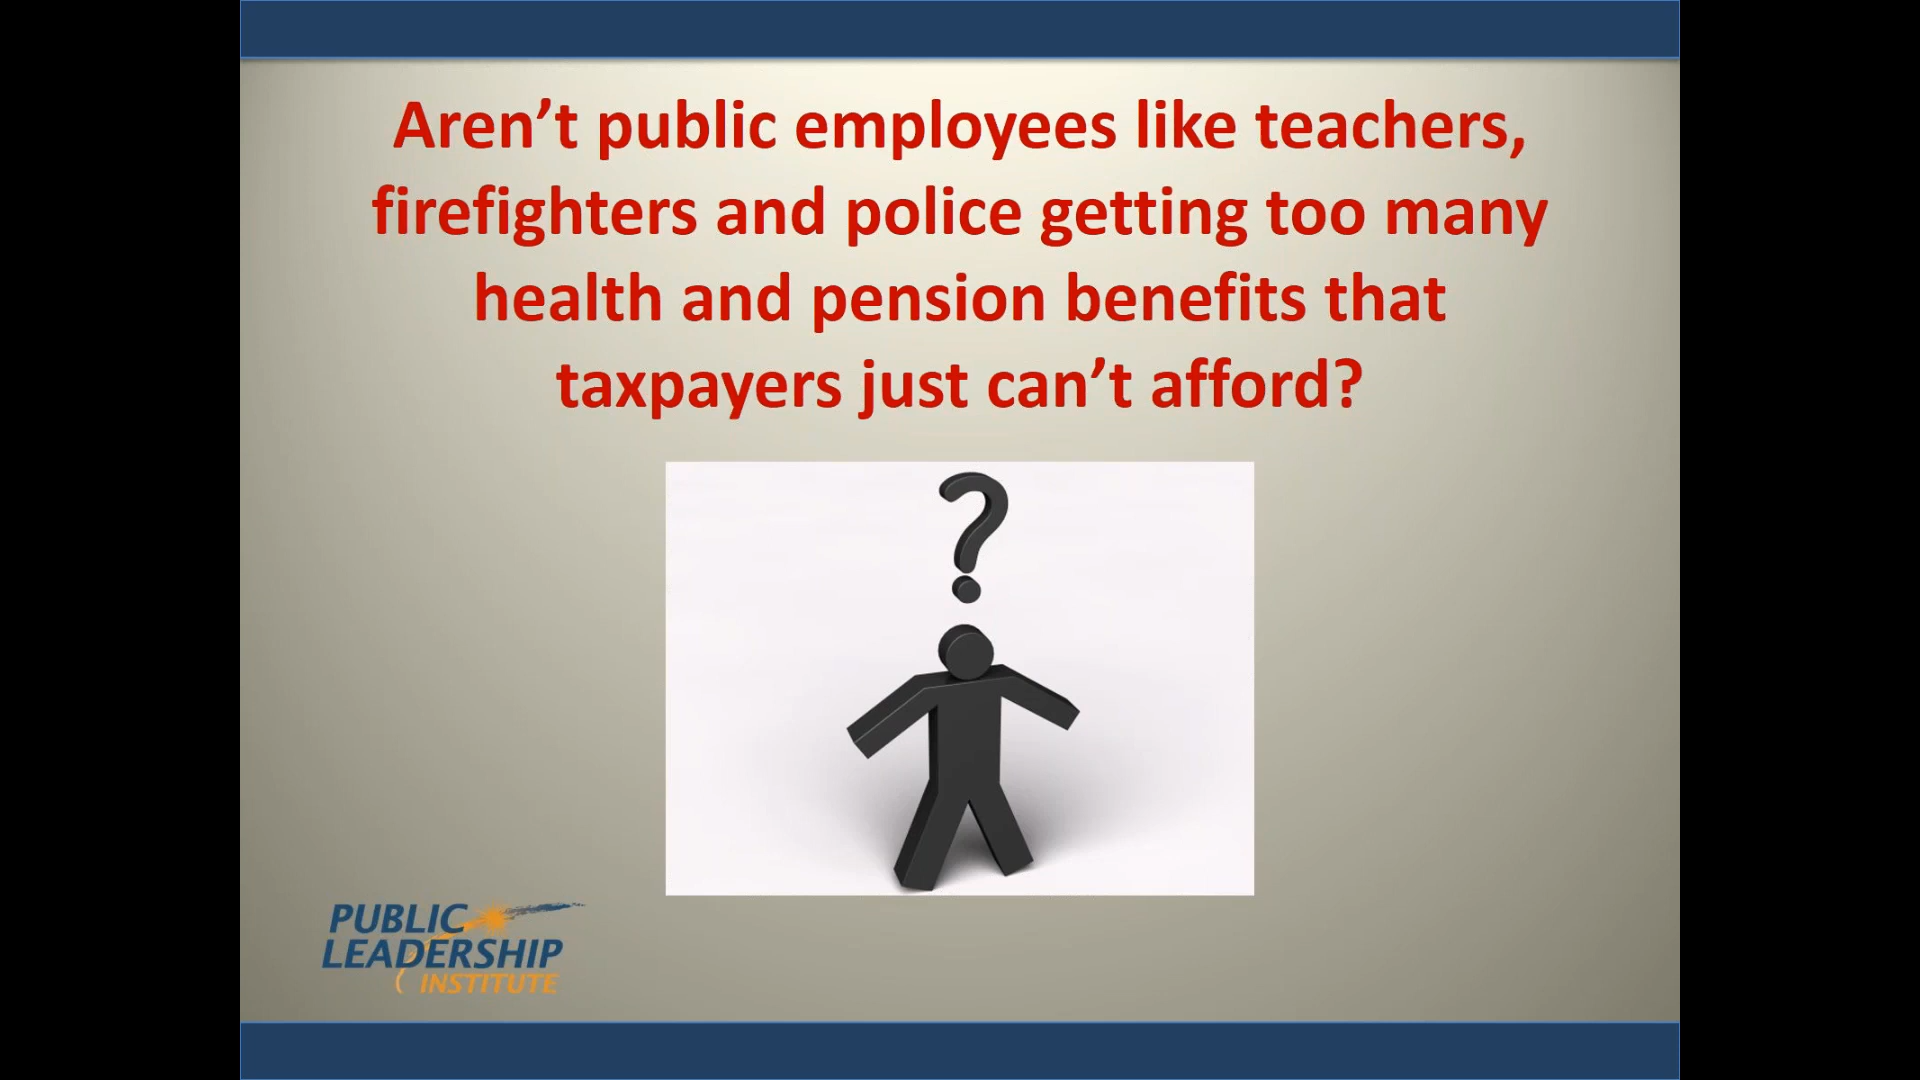 Aren’t public employees like teachers,
firefighters and police getting too many
health and pension benefits that
taxpayers just can’t afford?
?
PUBLIC
LEADERSHIP
INSTITUTE